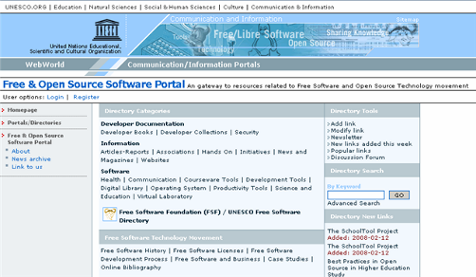 UNESCO.ORG | Education | Natural Sciences | Social & Human Sciences | Culture | Communication & Information
Communication and Information
Sitemap
Tools
Free/Libre Software
Sharing Knowledge
Open Source
Technology
United Nations Educational,
Scientific and Cultural Organization
WebWorld
Communication/Information Portals
Free & Open Source Software Portal An gateway to resources related to Free Software and Open Source Technology movement
User options: Login | Register
Homepage
Portals/Directories
Free & Open Source
Software Portal
About
News archive
Link to us
Directory Categories
Developer Documentation
Developer Books | Developer Collections | Security
Information
Articles-Reports | Associations | Hands On | Initiatives | News and
Magazines | Websites
Software
Health | Communication | Courseware Tools | Development Tools |
Digital Library | Operating System | Productivity Tools | Science and
Education | Virtual Laboratory
Free Software Foundation (FSF) / UNESCO Free Software
Directory
Free Software Technology Movement
Free Software History | Free Software Licenses | Free Software
Development Process | Free Software and Business | Case Studies |
Online Bibliography
Directory Tools
Add link
Modify link
Newsletter
New links added this week
Popular links
Discussion Forum
Directory Search
By Keyword
GO
Advanced Search
Directory New Links
The SchoolTool Project
Added: 2008-02-12
The SchoolTool Project
Added: 2008-02-12
Best Practices in Open
Source in Higher Education
Study